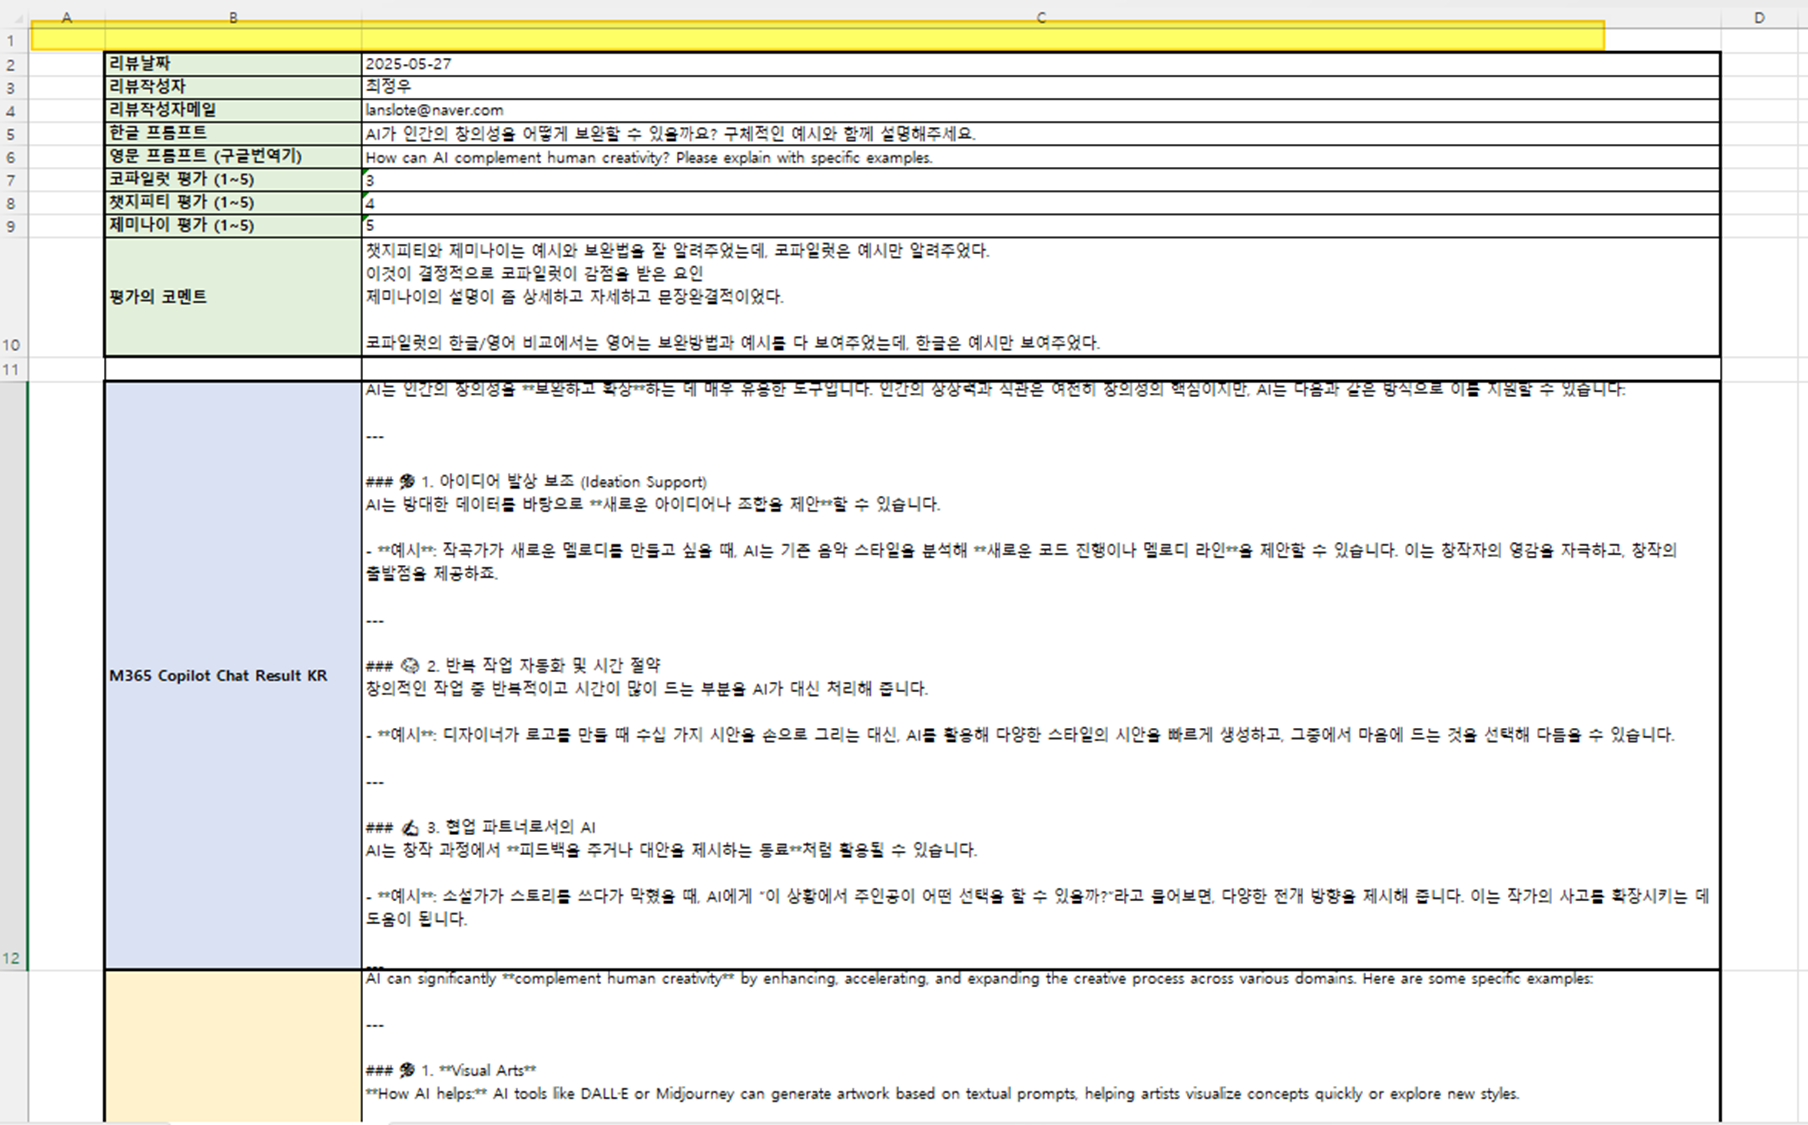 A B C D
1
2 리뷰날짜 2025-05-27
3 리뷰작성자 최정우
4 리뷰작성자메일 lanslote@naver.com
5 한글 프롬프트 AI가 인간의 창의성을 어떻게 보완할 수 있을까요? 구체적인 예시와 함께 설명해주세요.
6 영문 프롬프트 (구글번역기) How can AI complement human creativity? Please explain with specific examples.
7 코파일럿 평가 (1~5) 3
8 챗지피티 평가 (1~5) 4
9 제미나이 평가 (1~5) 5
챗지피티와 제미나이는 예시와 보완법을 잘 알려주었는데, 코파일럿은 예시만 알려주었다.
이것이 결정적으로 코파일럿이 감점을 받은 요인
평가의 코멘트 제미나이의 설명이 좀 상세하고 자세하고 문장완결적이었다.
10 코파일럿의 한글/영어 비교에서는 영어는 보완방법과 예시를 다 보여주었는데, 한글은 예시만 보여주었다.
11
AI는 인간의 창의성을 **보완하고 확상**하는 데 매우 유용한 도구입니다. 인간의 상상력과 직관은 여전히 창의성의 핵심이지만, AI는 다음과 같은 방식으로 이를 지원할 수 있습니다:
---
### 🎨 1. 아이디어 발상 보조 (Ideation Support)
AI는 방대한 데이터를 바탕으로 **새로운 아이디어나 조합을 제안**할 수 있습니다.
- **예시**: 작곡가가 새로운 멜로디를 만들고 싶을 때, AI는 기존 음악 스타일을 분석해 **새로운 코드 진행이나 멜로디 라인**을 제안할 수 있습니다. 이는 창작자의 영감을 자극하고, 창작의
출발점을 제공하죠.
---
### 🧠 2. 반복 작업 자동화 및 시간 절약
M365 Copilot Chat Result KR
창의적인 작업 중 반복적이고 시간이 많이 드는 부분을 AI가 대신 처리해 줍니다.
- **예시**: 디자이너가 로고를 만들 때 수십 가지 시안을 손으로 그리는 대신, AI를 활용해 다양한 스타일의 시안을 빠르게 생성하고, 그중에서 마음에 드는 것을 선택해 다듬을 수 있습니다.
---
### ✍ 3. 협업 파트너로서의 AI
AI는 창작 과정에서 **피드백을 주거나 대안을 제시하는 동료**처럼 활용될 수 있습니다.
- **예시**: 소설가가 스토리를 쓰다가 막혔을 때, AI에게 "이 상황에서 주인공이 어떤 선택을 할 수 있을까?"라고 물어보면, 다양한 전개 방향을 제시해 줍니다. 이는 작가의 사고를 확장시키는 데
도움이 됩니다.
12
---
AI can significantly **complement human creativity** by enhancing, accelerating, and expanding the creative process across various domains. Here are some specific examples:
---
### 🎨 1. **Visual Arts**
**How AI helps:** AI tools like DALL·E or Midjourney can generate artwork based on textual prompts, helping artists visualize concepts quickly or explore new styles.